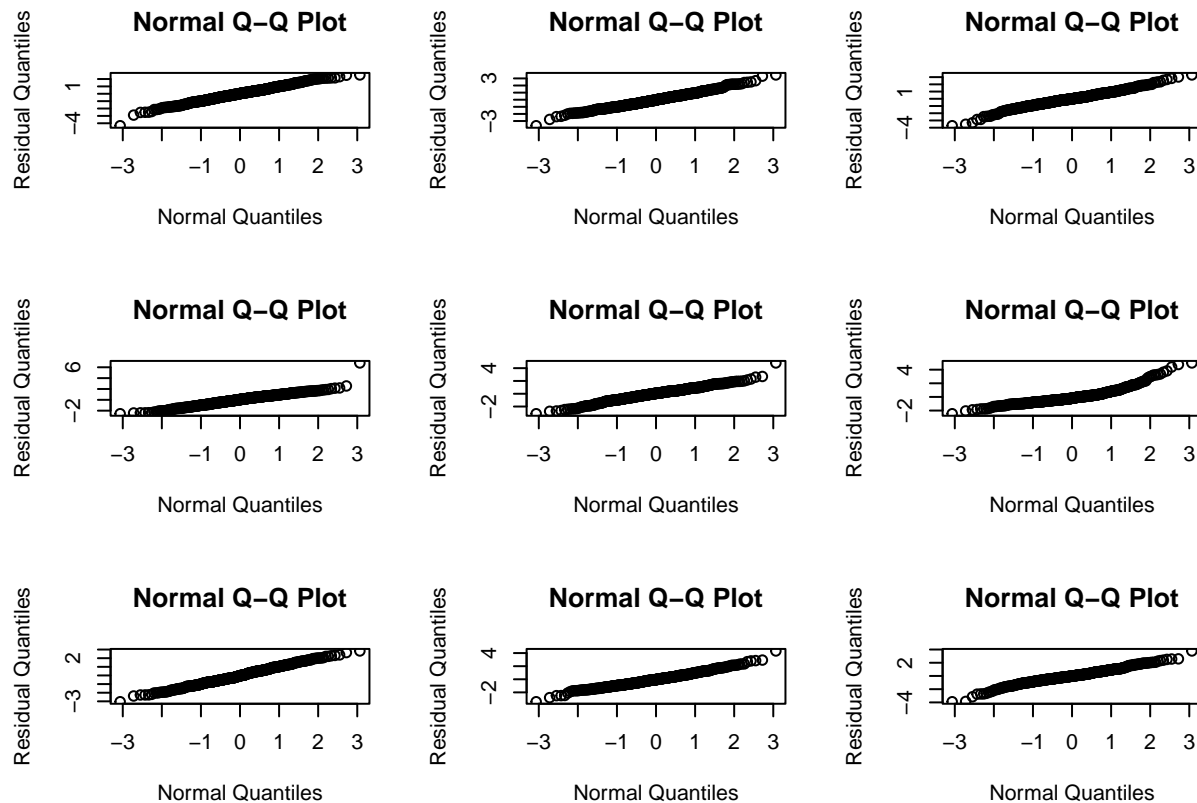 Normal Q−Q Plot
Residual Quantiles
1
−4
−3 −1 0 1 2 3
Normal Quantiles
Normal Q−Q Plot
Residual Quantiles
3
−3
−3 −1 0 1 2 3
Normal Quantiles
Normal Q−Q Plot
Residual Quantiles
1
−4
−3 −1 0 1 2 3
Normal Quantiles
Normal Q−Q Plot
Residual Quantiles
6
−2
−3 −1 0 1 2 3
Normal Quantiles
Normal Q−Q Plot
Residual Quantiles
4
−2
−3 −1 0 1 2 3
Normal Quantiles
Normal Q−Q Plot
Residual Quantiles
4
−2
−3 −1 0 1 2 3
Normal Quantiles
Normal Q−Q Plot
Residual Quantiles
2
−3
−3 −1 0 1 2 3
Normal Quantiles
Normal Q−Q Plot
Residual Quantiles
4
−2
−3 −1 0 1 2 3
Normal Quantiles
Normal Q−Q Plot
Residual Quantiles
2
−4
−3 −1 0 1 2 3
Normal Quantiles